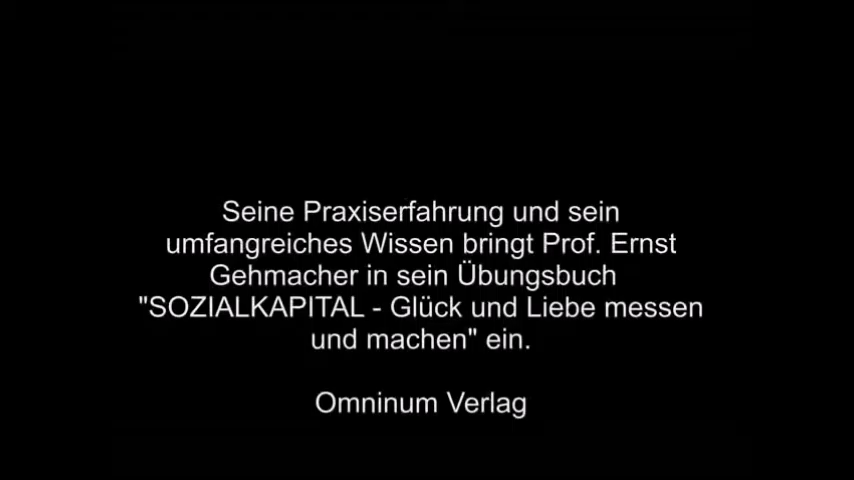 Seine Praxiserfahrung und sein
umfangreiches Wissen bringt Prof. Ernst
Gehmacher in sein Übungsbuch
"SOZIALKAPITAL - Glück und Liebe messen
und machen" ein.
Omninum Verlag